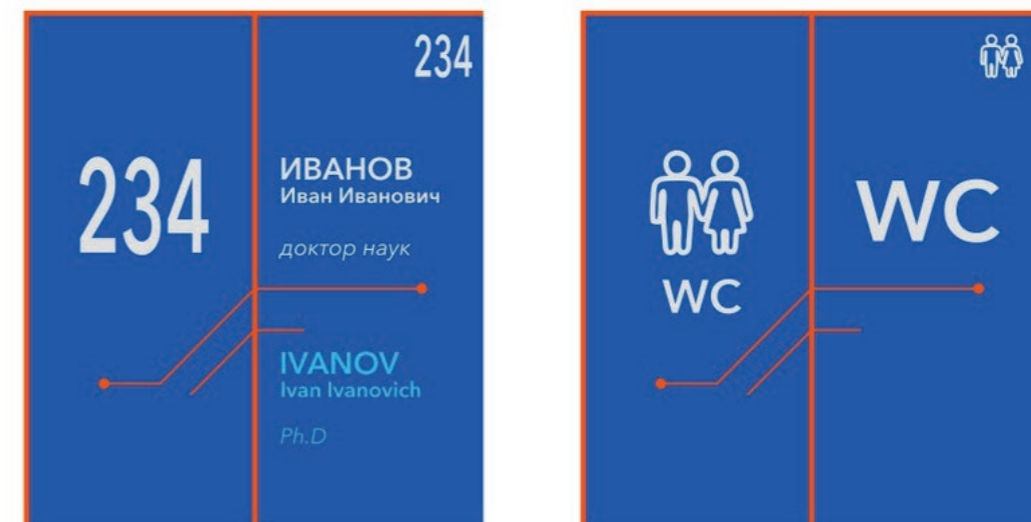 234
234
ИВАНОВ
Иван Иванович
доктор наук
IVANOV
Ivan Ivanovich
Ph.D
WC
WC